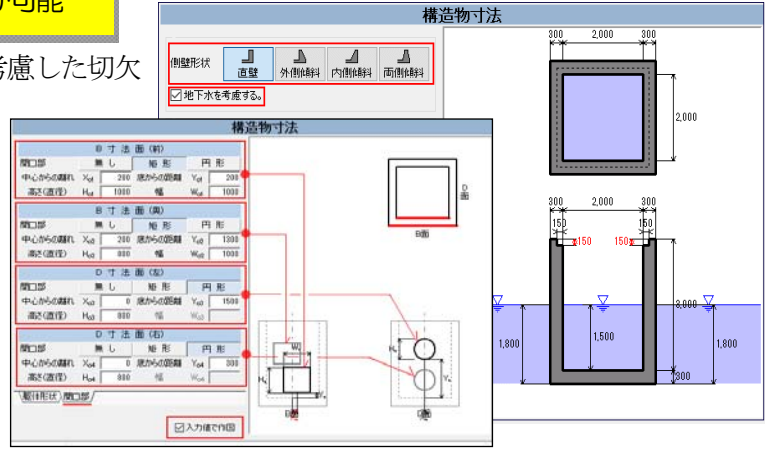 可能
考慮した切欠
構造物寸法
側壁形状 直壁 外側傾斜 内側傾斜 両側傾斜
地下水を考慮する。
300 2,000 300
2,000
300 2,000 300
150 150
150 150
3,000
1,800 1,500 1,800
300
構造物寸法
B 寸 法 面 (前)
開口部 無 し 矩 形 円 形
中心からの離れ 200 底からの距離 200
高さ(直径) 1000 幅 1000
B 寸 法 面 (奥)
開口部 無 し 矩 形 円 形
中心からの離れ 200 底からの距離 1300
高さ(直径) 800 幅 1000
D 寸 法 面 (左)
開口部 無 し 矩 形 円 形
中心からの離れ 0 底からの距離 1500
高さ(直径) 800 幅
D 寸 法 面 (右)
開口部 無 し 矩 形 円 形
中心からの離れ 0 底からの距離
高さ(直径) 800 幅
躯体形状 開口部
入力値で作図
D面
B面
B面
D面